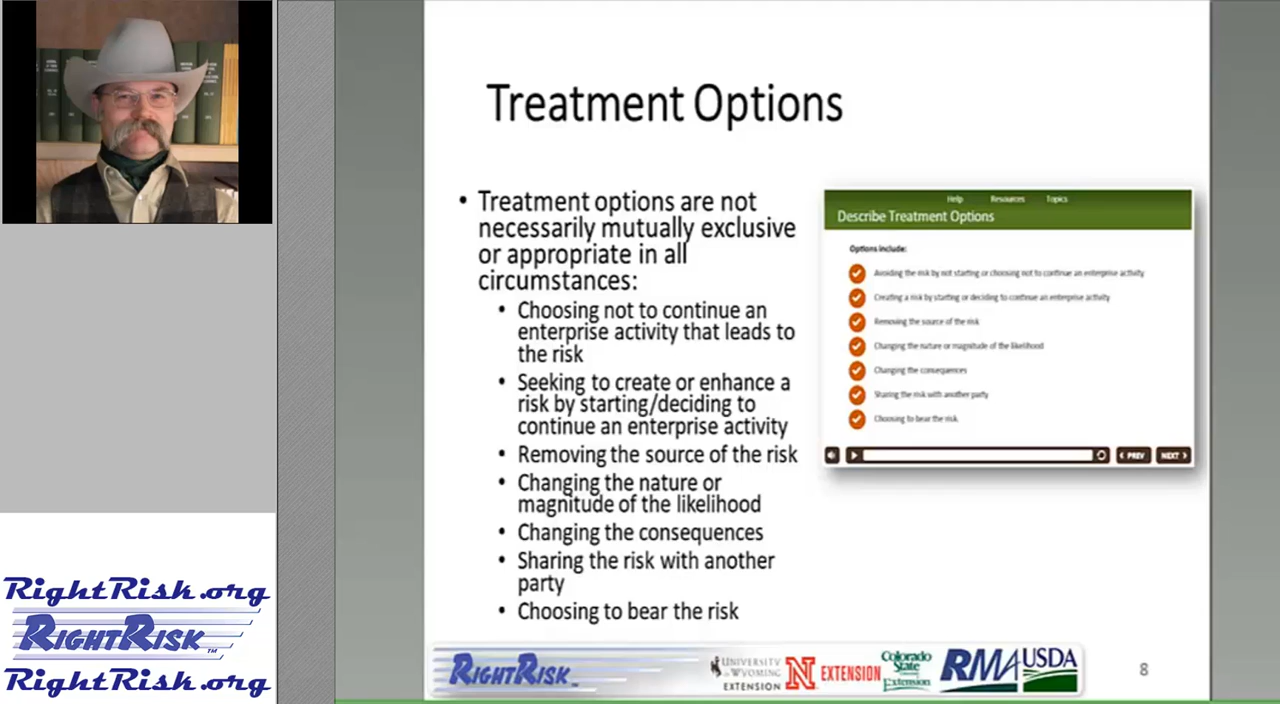 Treatment Options
• Treatment options are not
necessarily mutually exclusive
or appropriate in all
circumstances:
• Choosing not to continue an
enterprise activity that leads to
the risk
• Seeking to create or enhance a
risk by starting/deciding to
continue an enterprise activity
• Removing the source of the risk
• Changing the nature or
magnitude of the likelihood
• Changing the consequences
• Sharing the risk with another
party
• Choosing to bear the risk
Help Resources Topics
Describe Treatment Options
Options include:
Avoiding the risk by not starting or choosing not to continue an enterprise activity
Creating a risk by starting or deciding to continue an enterprise activity
Removing the source of the risk
Changing the nature or magnitude of the likelihood
Changing the consequences
Sharing the risk with another party
Choosing to bear the risk.
PREV NEXT
RightRisk.org
RIGHTRISK™
RightRisk.org
RIGHTRISK
UNIVERSITY
OF WYOMING
EXTENSION
N EXTENSION
Colorado
State
University
Extension
RMA
USDA
8